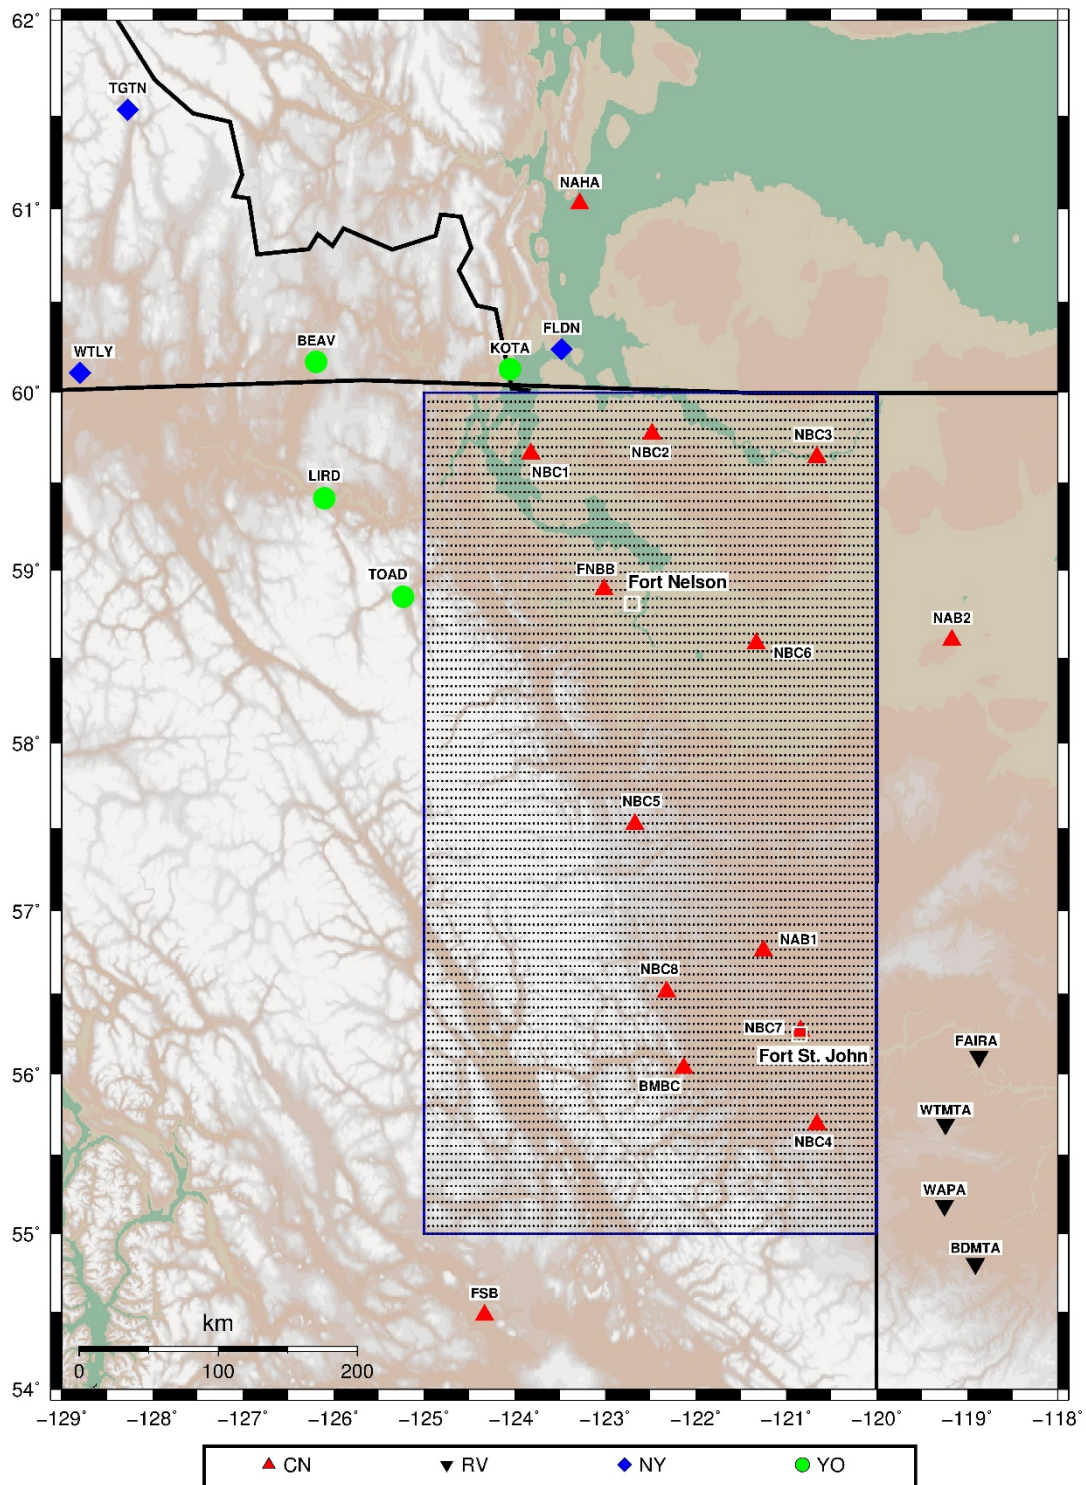 62°
TGTN
NAHA
61°
WTLY
BEAV
KOTA
FLDN
60°
NBC1
NBC2
NBC3
LIRD
59°
TOAD
FNBB
Fort Nelson
NBC6
NAB2
58°
NBC5
57°
NAB1
NBC8
NBC7
Fort St. John
FAIRA
56°
BMBC
WTMTA
NBC4
WAPA
55°
BDMTA
FSB
km
0 100 200
54°
−129° −128° −127° −126° −125° −124° −123° −122° −121° −120° −119° −118°
CN RV NY YO